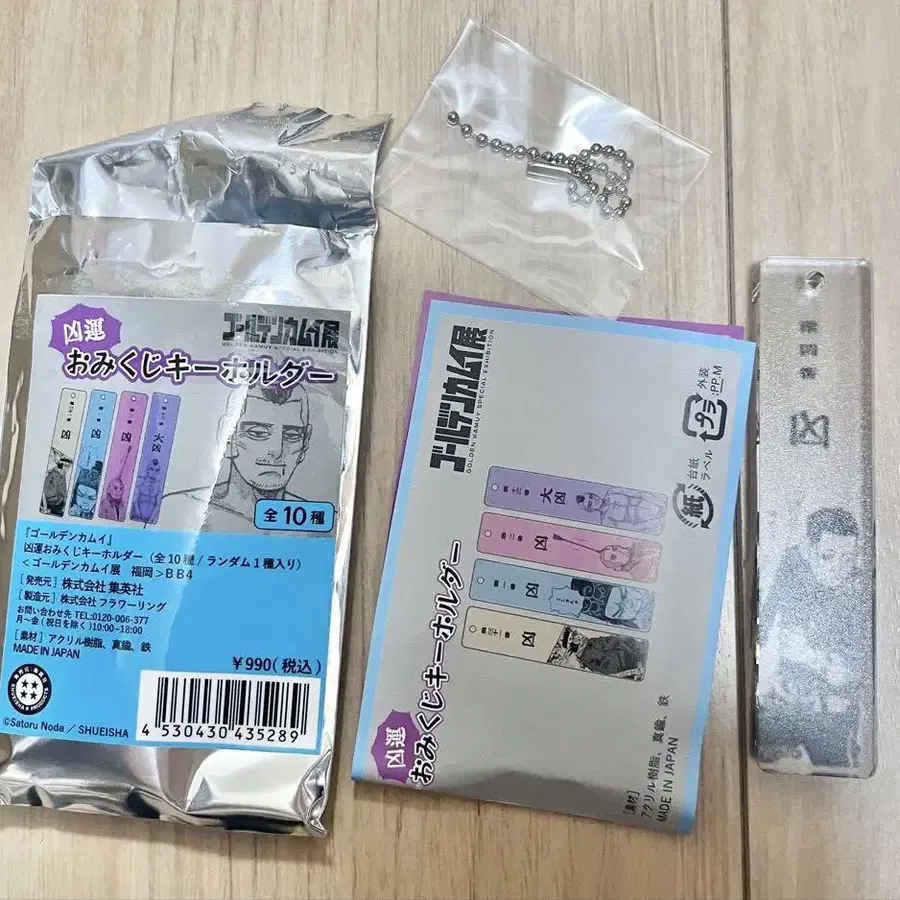 凶運
おみくじキーホルダー
ゴールデンカムイ展
GOLDEN KAMUY SPECIAL EXHIBITION
凶
凶
凶
大凶
全10種
『ゴールデンカムイ』
凶運おみくじキーホルダー(全10種/ランダム1種入り)
<ゴールデンカムイ展 福岡>BB4
[発売元]株式会社 集英社
[製造元]株式会社 フラワーリング
お問い合わせ先 TEL:0120-006-377
月〜金(祝日を除く)10:00-18:00
[素材]アクリル樹脂、真鍮、鉄
MADE IN JAPAN
¥990(税込)
©Satoru Noda / SHUEISHA
4 530430 435289
ゴールデンカムイ展
GOLDEN KAMUY SPECIAL EXHIBITION
プラ
外装
:PP,M
紙
台紙
ラベル
大凶
凶
凶
凶
凶運
おみくじキーホルダー
[素材]
アクリル樹脂、真鍮、鉄
MADE IN JAPAN
凶